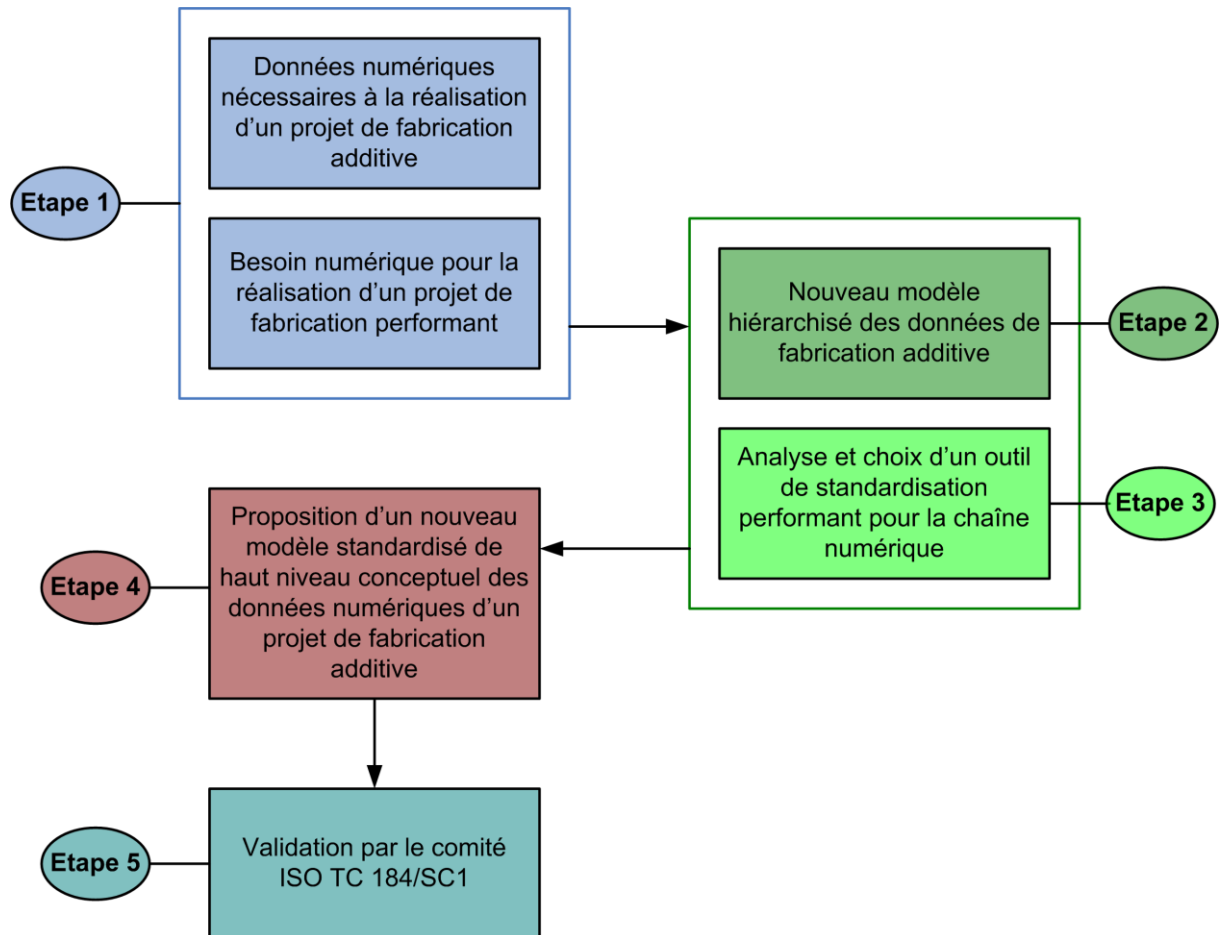 Données numériques
nécessaires à la réalisation
d’un projet de fabrication
additive
Etape 1
Besoin numérique pour la
réalisation d’un projet de
fabrication performant
Nouveau modèle
hiérarchisé des données de
fabrication additive
Etape 2
Analyse et choix d’un outil
de standardisation
performant pour la chaîne
numérique
Etape 3
Proposition d’un nouveau
modèle standardisé de
haut niveau conceptuel des
données numériques d’un
projet de fabrication
additive
Etape 4
Validation par le comité
ISO TC 184/SC1
Etape 5